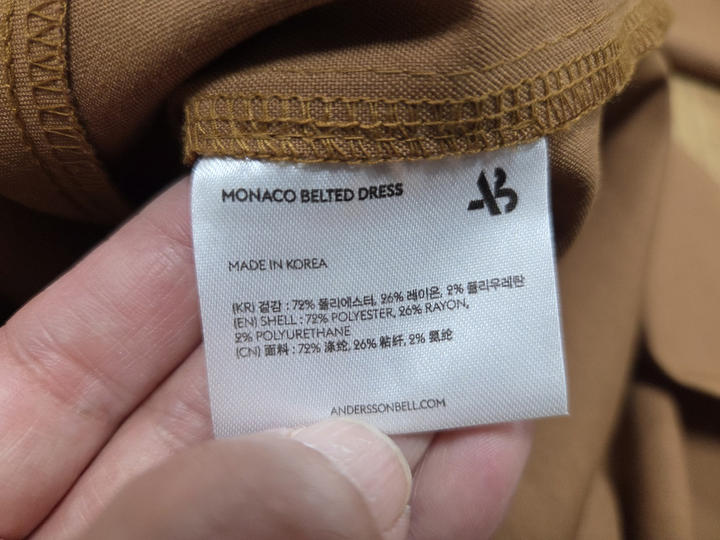 MONACO BELTED DRESS
AB
MADE IN KOREA
(KR) 겉감 : 72% 폴리에스터, 26% 레이온, 2% 폴리우레탄
(EN) SHELL : 72% POLYESTER, 26% RAYON,
2% POLYURETHANE
(CN) 面料 : 72% 涤纶, 26% 粘纤, 2% 氨纶
ANDERSSONBELL.COM